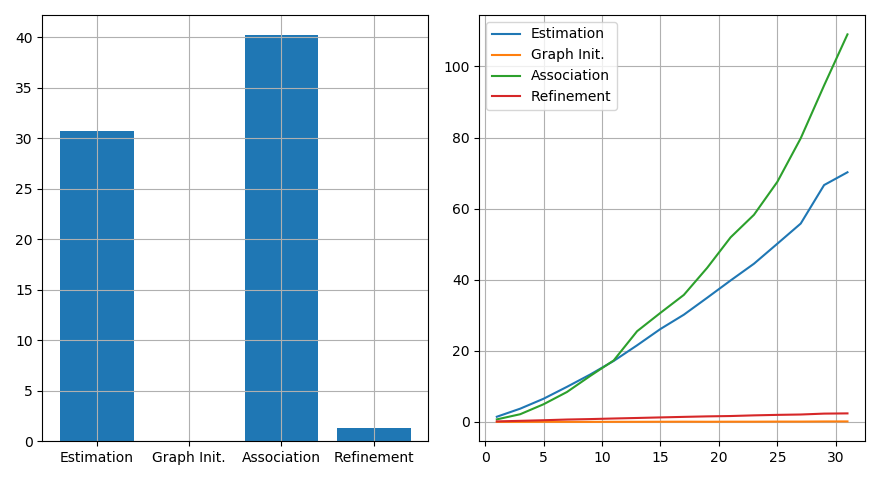 40
35
30
25
20
15
10
5
0
Estimation Graph Init. Association Refinement
Estimation
Graph Init.
Association
Refinement
100
80
60
40
20
0
0 5 10 15 20 25 30